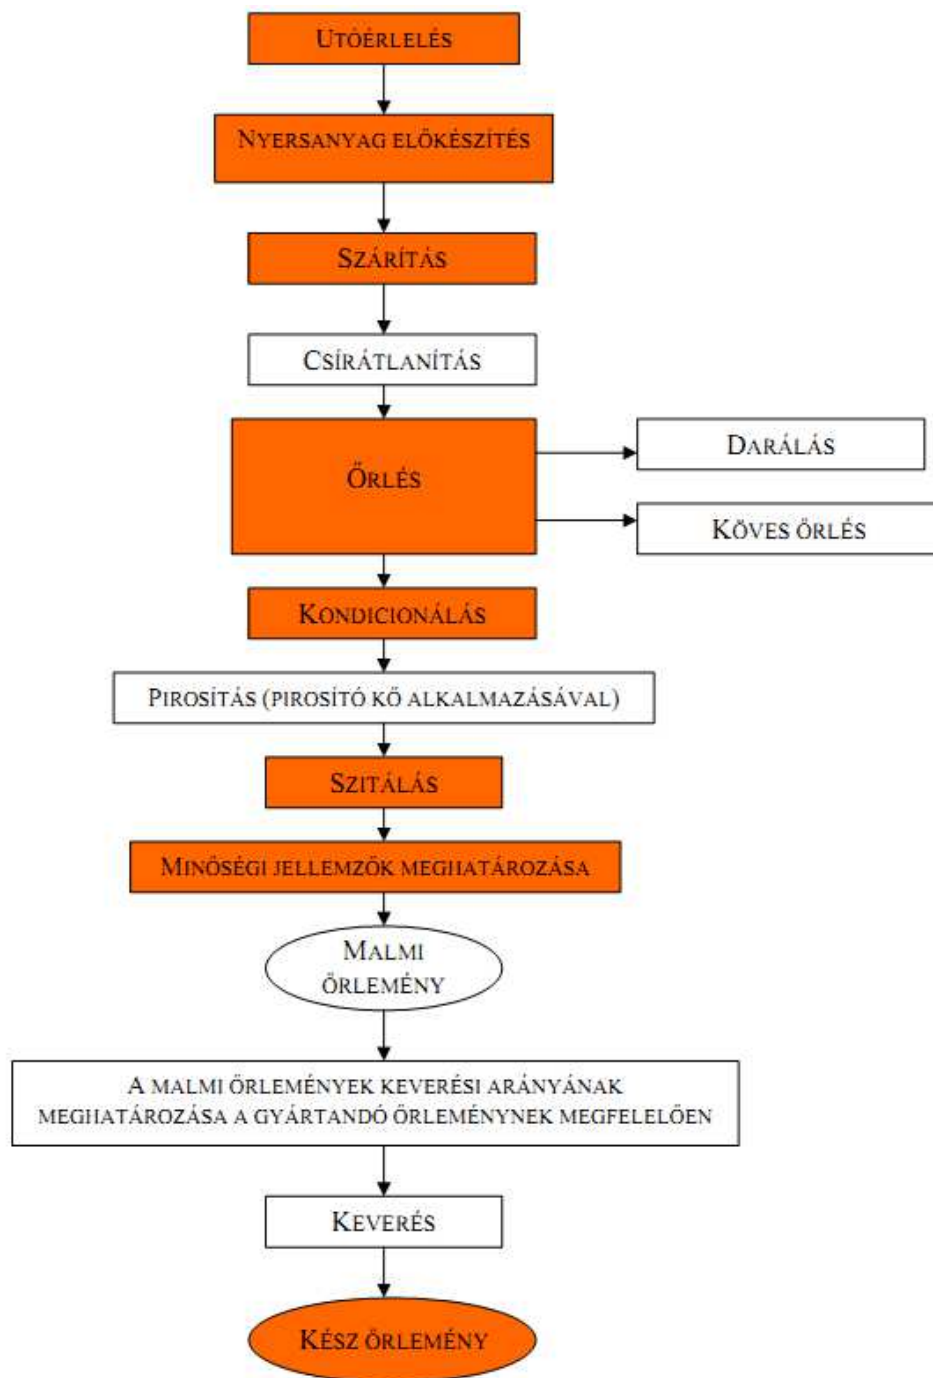 UTÓÉRLELÉS
NYERSANYAG ELŐKÉSZÍTÉS
SZÁRÍTÁS
CSÍRÁTLANÍTÁS
ŐRLÉS
DARÁLÁS
KÖVES ŐRLÉS
KONDICIONÁLÁS
PIROSÍTÁS (PIROSÍTÓ KŐ ALKALMAZÁSÁVAL)
SZITÁLÁS
MINŐSÉGI JELLEMZŐK MEGHATÁROZÁSA
MALMI
ŐRLEMÉNY
A MALMI ŐRLEMÉNYEK KEVERÉSI ARÁNYÁNAK
MEGHATÁROZÁSA A GYÁRTANDÓ ŐRLEMÉNYNEK MEGFELELŐEN
KEVERÉS
KÉSZ ŐRLEMÉNY